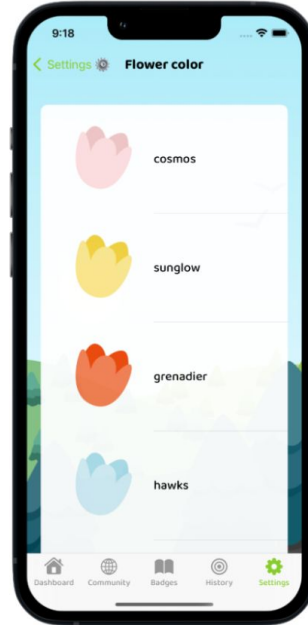 9:18
Settings Flower color
cosmos
sunglow
grenadier
hawks
Dashboard Community Badges History Settings